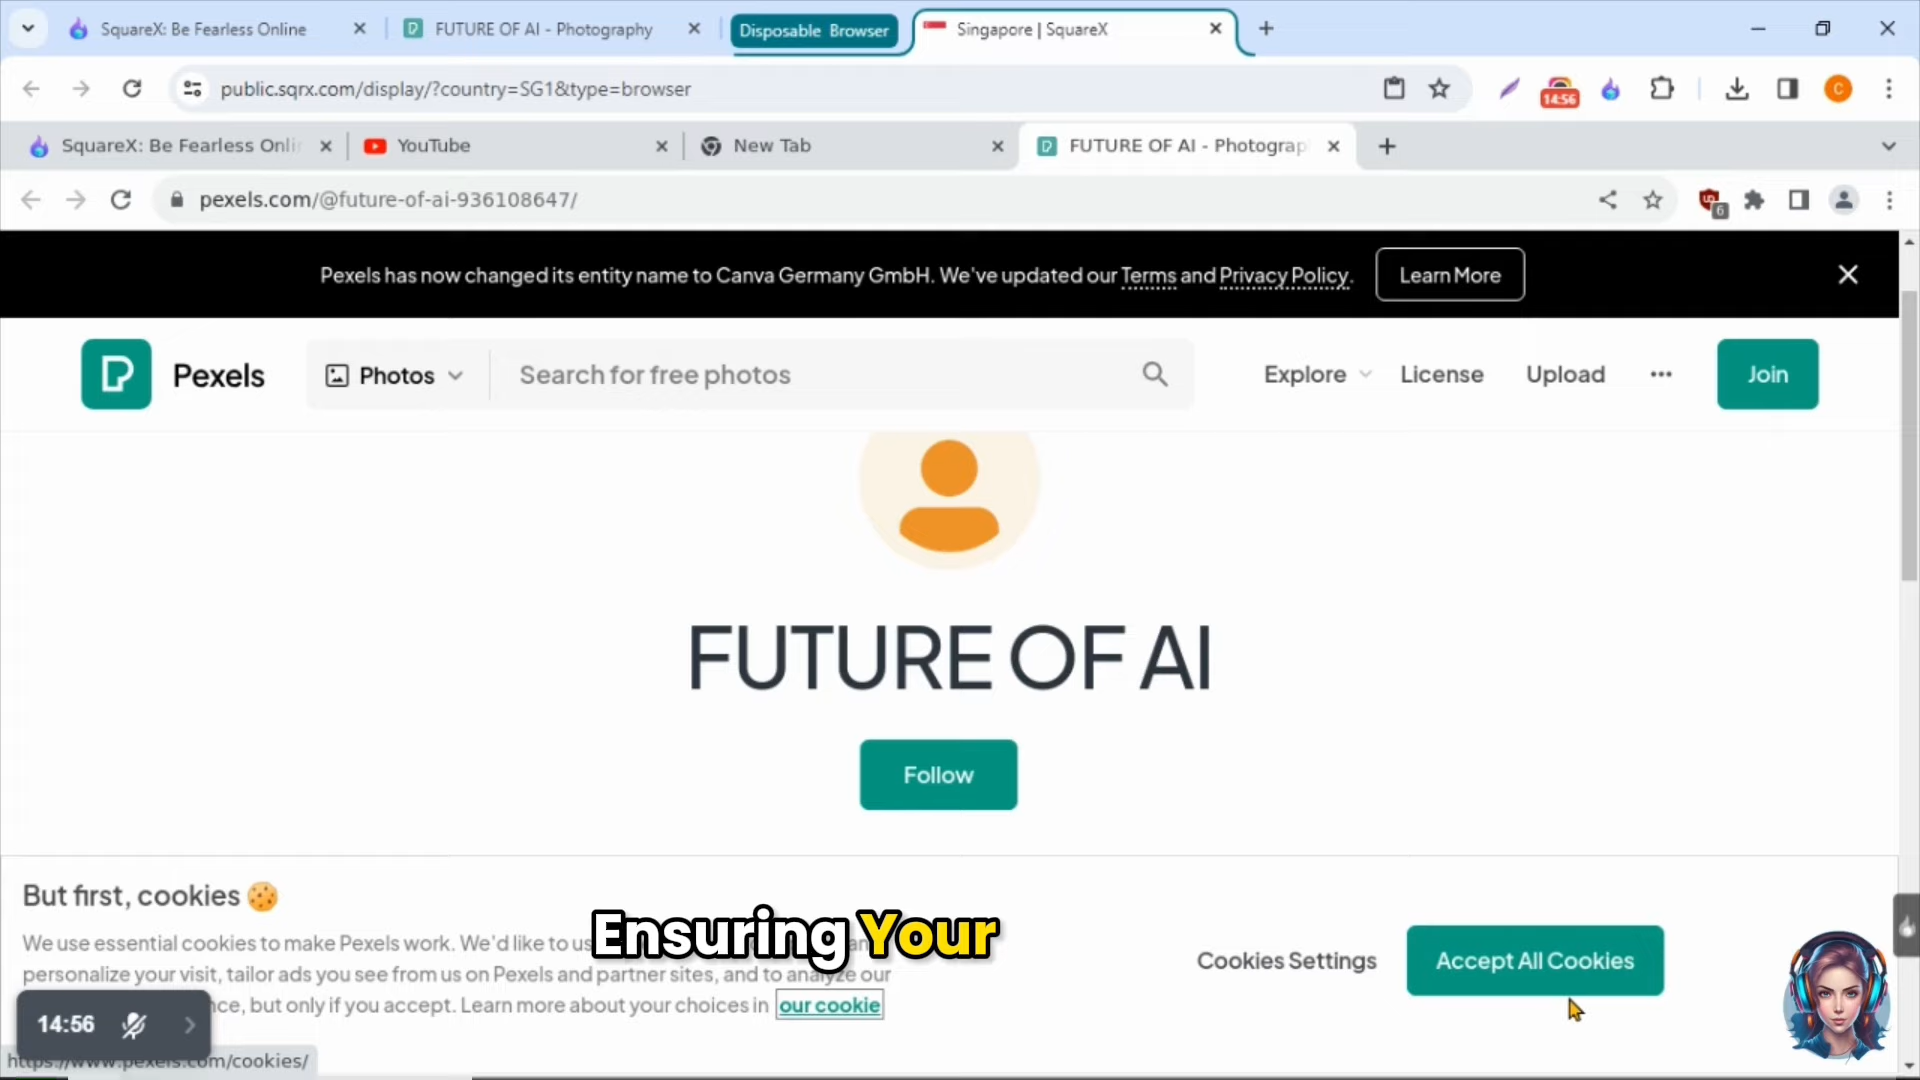 SquareX: Be Fearless Online
FUTURE OF AI - Photography
Disposable Browser
Singapore | SquareX
public.sqrx.com/display/?country=SG1&type=browser
14:56
C
SquareX: Be Fearless Onli
YouTube
New Tab
FUTURE OF AI - Photograp
pexels.com/@future-of-ai-936108647/
6
Pexels has now changed its entity name to Canva Germany GmbH. We've updated our Terms and Privacy Policy.
Learn More
Pexels
Photos
Search for free photos
Explore
License
Upload
Join
FUTURE OF AI
Follow
But first, cookies
We use essential cookies to make Pexels work. We'd like to us
personalize your visit, tailor ads you see from us on Pexels and partner sites, and to analyze our
nce, but only if you accept. Learn more about your choices in our cookie
Ensuring Your
Cookies Settings
Accept All Cookies
14:56
https://www.pexels.com/cookies/